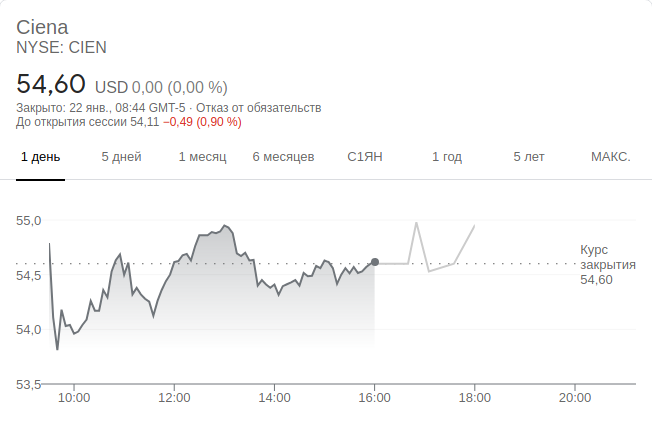 Ciena
NYSE: CIEN
54,60 USD 0,00 (0,00 %)
Закрыто: 22 янв., 08:44 GMT-5 · Отказ от обязательств
До открытия сессии 54,11 −0,49 (0,90 %)
1 день 5 дней 1 месяц 6 месяцев С1ЯН 1 год 5 лет МАКС.
55,0
Курс
закрытия
54,60
54,5
54,0
53,5
10:00 12:00 14:00 16:00 18:00 20:00